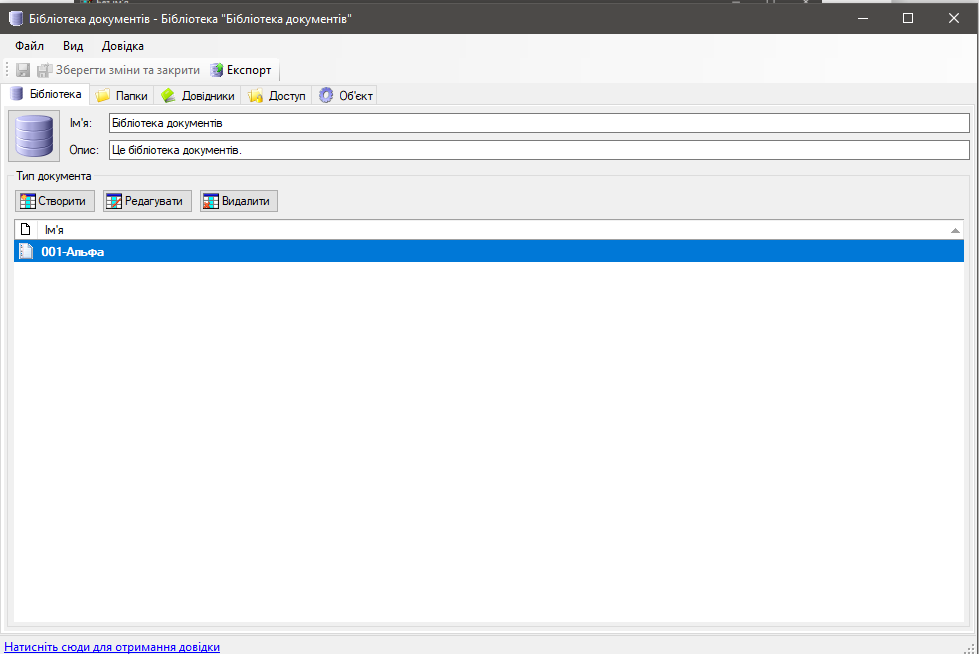 Бібліотека документів - Бібліотека "Бібліотека документів"
Файл Вид Довідка
Зберегти зміни та закрити Експорт
Бібліотека Папки Довідники Доступ Об'єкт
Ім'я: Бібліотека документів
Опис: Це бібліотека документів.
Тип документа
Створити Редагувати Видалити
Ім'я
001-Альфа
Натисніть сюди для отримання довідки